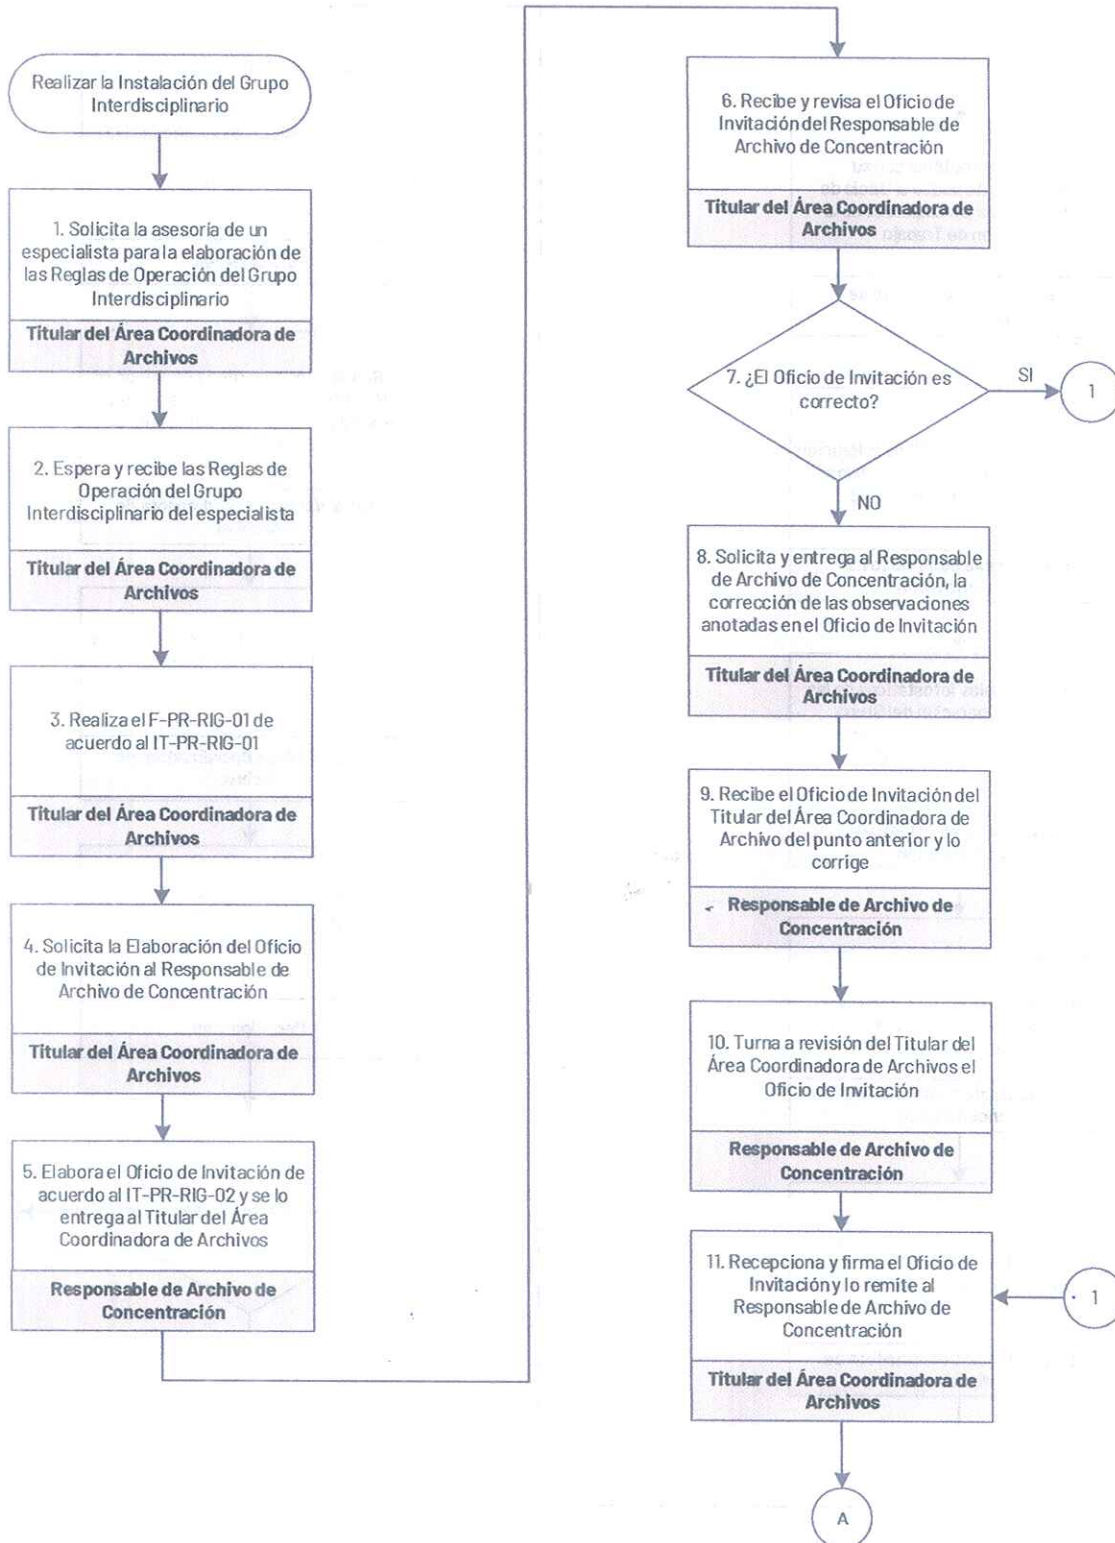 Realizar la Instalación del Grupo
Interdisciplinario
1. Solicita la asesoría de un
especialista para la elaboración de
las Reglas de Operación del Grupo
Interdisciplinario
Titular del Área Coordinadora de
Archivos
2. Espera y recibe las Reglas de
Operación del Grupo
Interdisciplinario del especialista
Titular del Área Coordinadora de
Archivos
3. Realiza el F-PR-RIG-01 de
acuerdo al IT-PR-RIG-01
Titular del Área Coordinadora de
Archivos
4. Solicita la Elaboración del Oficio
de Invitación al Responsable de
Archivo de Concentración
Titular del Área Coordinadora de
Archivos
5. Elabora el Oficio de Invitación de
acuerdo al IT-PR-RIG-02 y se lo
entrega al Titular del Área
Coordinadora de Archivos
Responsable de Archivo de
Concentración
6. Recibe y revisa el Oficio de
Invitación del Responsable de
Archivo de Concentración
Titular del Área Coordinadora de
Archivos
7. ¿El Oficio de Invitación es
correcto?
SI
1
NO
8. Solicita y entrega al Responsable
de Archivo de Concentración, la
corrección de las observaciones
anotadas en el Oficio de Invitación
Titular del Área Coordinadora de
Archivos
9. Recibe el Oficio de Invitación del
Titular del Área Coordinadora de
Archivo del punto anterior y lo
corrige
Responsable de Archivo de
Concentración
10. Turna a revisión del Titular del
Área Coordinadora de Archivos el
Oficio de Invitación
Responsable de Archivo de
Concentración
11. Recepciona y firma el Oficio de
Invitación y lo remite al
Responsable de Archivo de
Concentración
Titular del Área Coordinadora de
Archivos
1
A